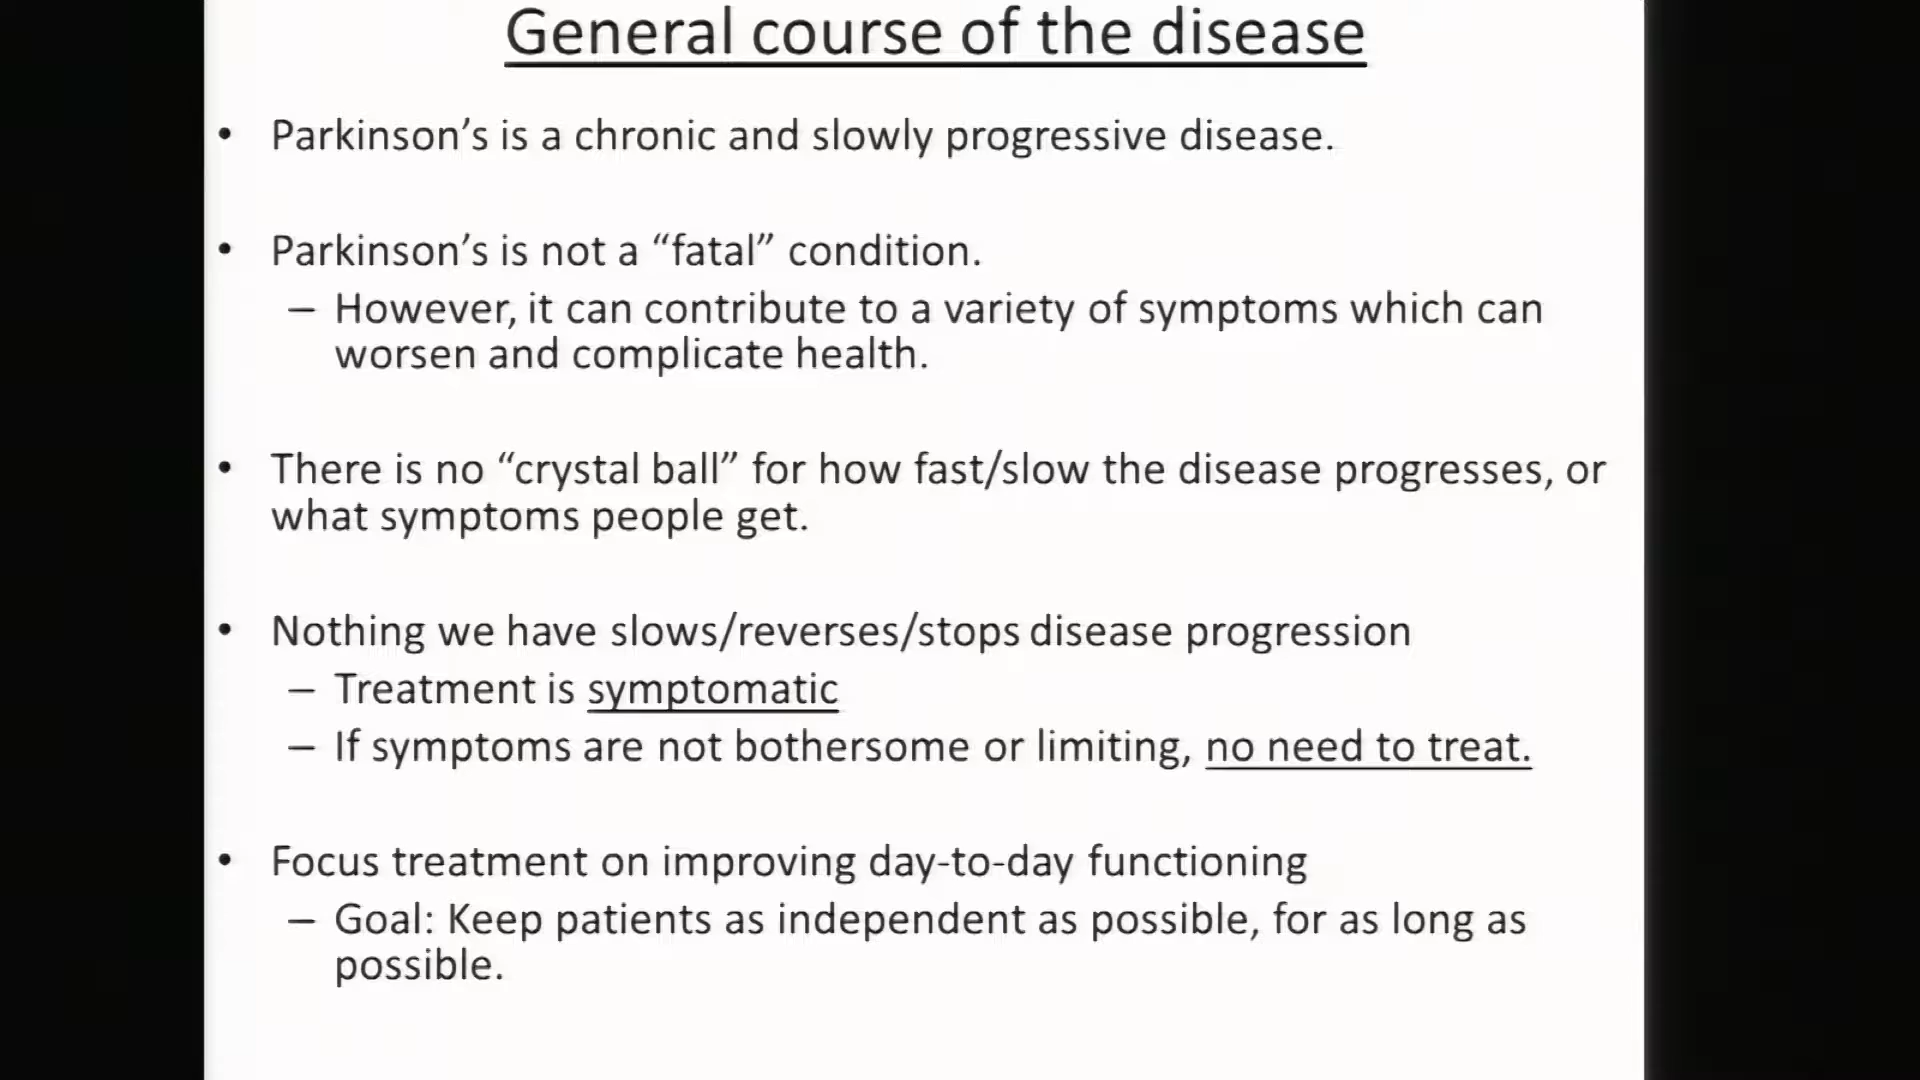 General course of the disease
• Parkinson’s is a chronic and slowly progressive disease.
• Parkinson’s is not a “fatal” condition.
– However, it can contribute to a variety of symptoms which can
worsen and complicate health.
• There is no “crystal ball” for how fast/slow the disease progresses, or
what symptoms people get.
• Nothing we have slows/reverses/stops disease progression
– Treatment is symptomatic
– If symptoms are not bothersome or limiting, no need to treat.
• Focus treatment on improving day-to-day functioning
– Goal: Keep patients as independent as possible, for as long as
possible.